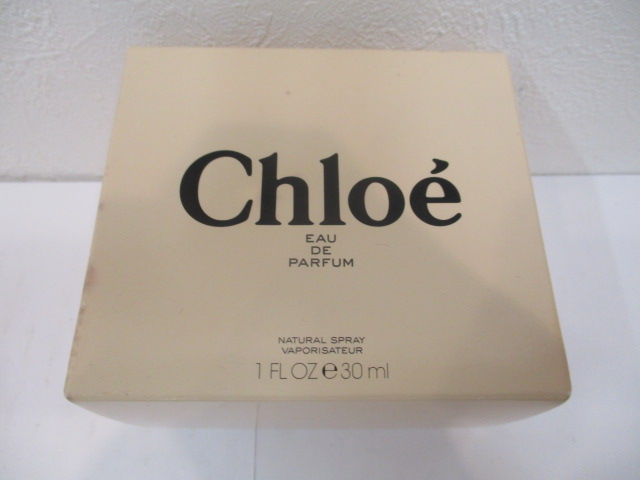 Chloé
EAU
DE
PARFUM
NATURAL SPRAY
VAPORISATEUR
1 FL OZ e 30 ml